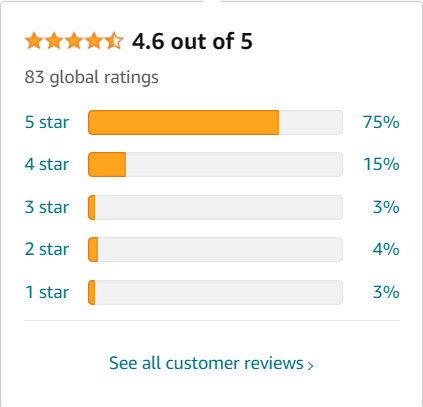 4.6 out of 5
83 global ratings
5 star 75%
4 star 15%
3 star 3%
2 star 4%
1 star 3%
See all customer reviews ›